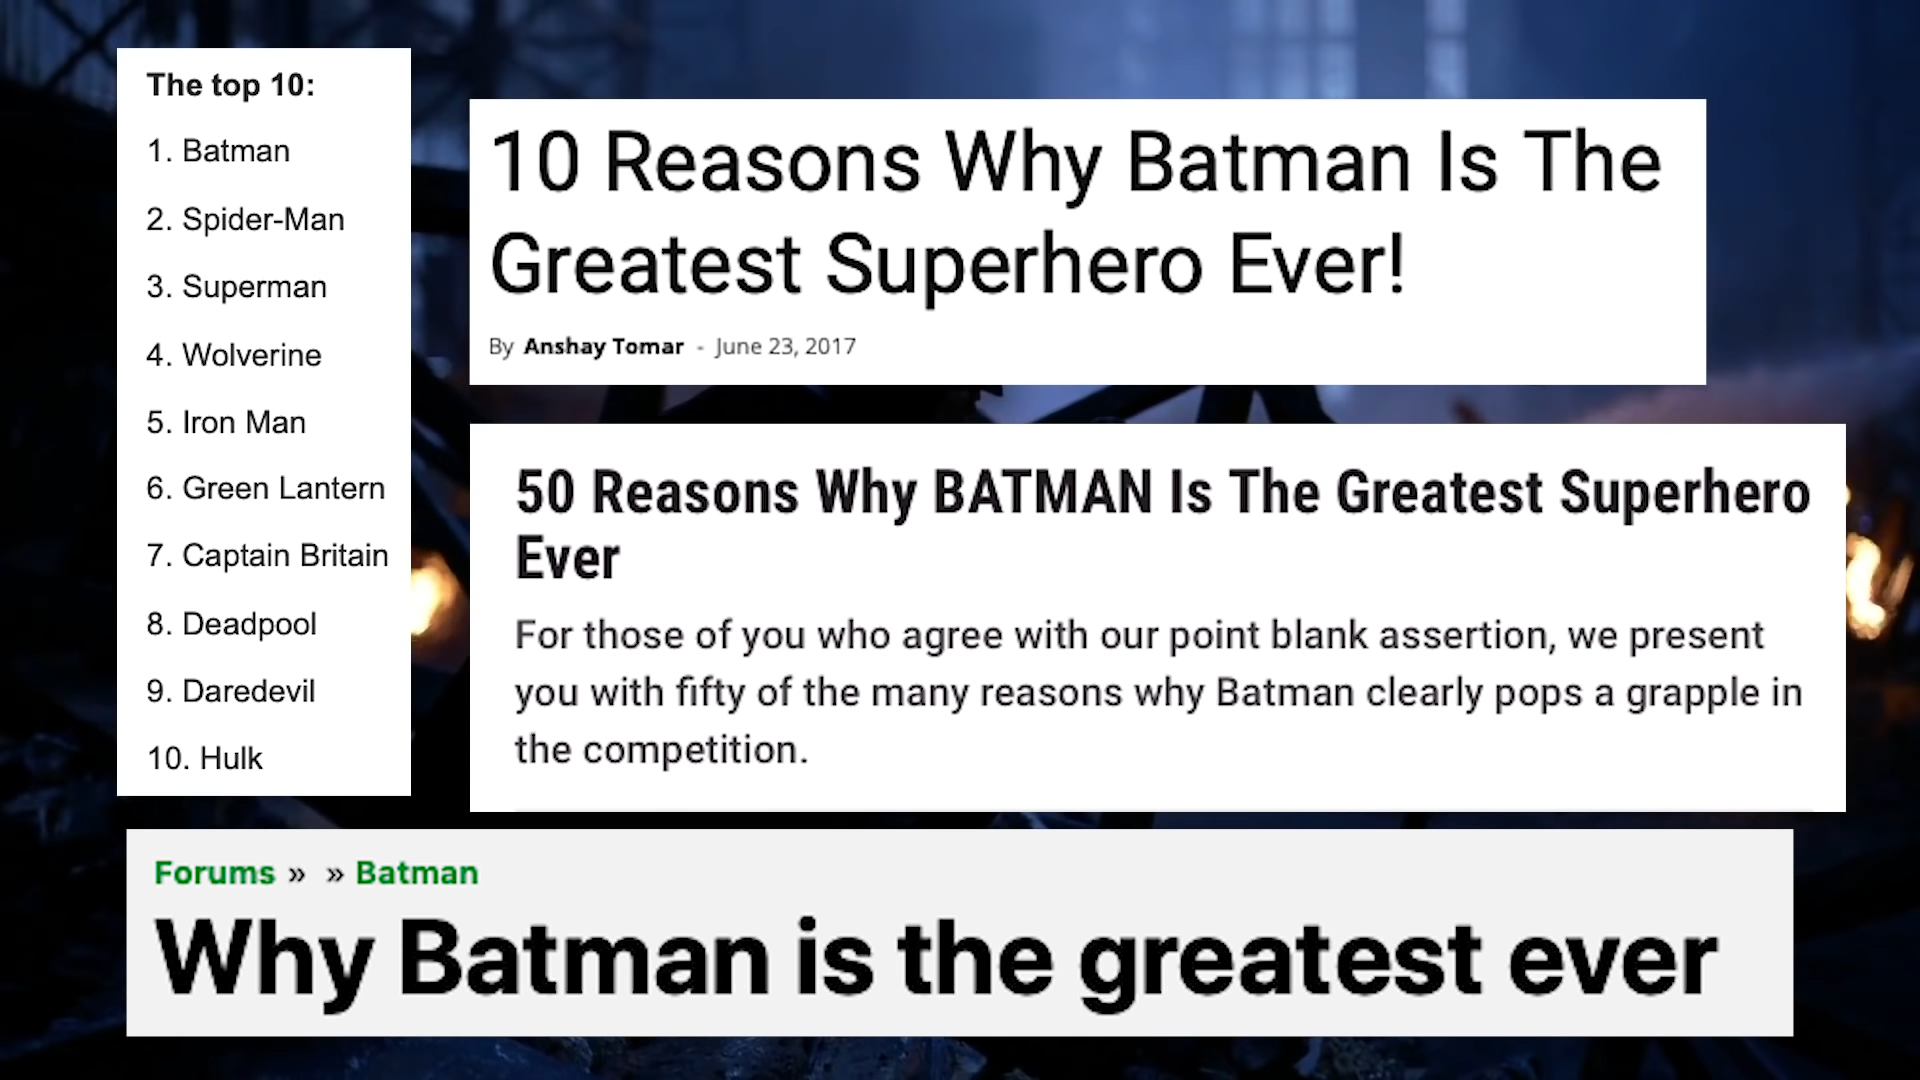 The top 10:
1. Batman
2. Spider-Man
3. Superman
4. Wolverine
5. Iron Man
6. Green Lantern
7. Captain Britain
8. Deadpool
9. Daredevil
10. Hulk
10 Reasons Why Batman Is The
Greatest Superhero Ever!
By Anshay Tomar - June 23, 2017
50 Reasons Why BATMAN Is The Greatest Superhero
Ever
For those of you who agree with our point blank assertion, we present
you with fifty of the many reasons why Batman clearly pops a grapple in
the competition.
Forums » » Batman
Why Batman is the greatest ever